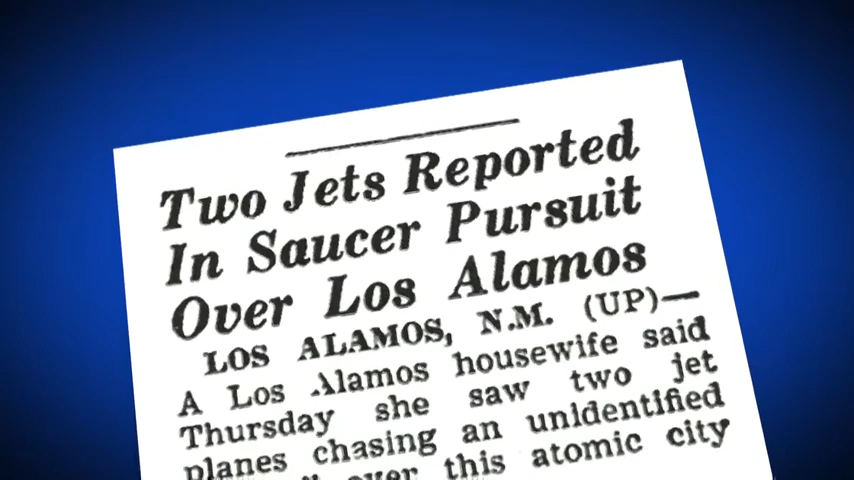 Two Jets Reported
In Saucer Pursuit
Over Los Alamos
LOS ALAMOS, N.M. (UP)—
A Los Alamos housewife said
Thursday she saw two jet
planes chasing an unidentified
over this atomic city